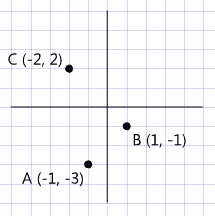 C (-2, 2)
B (1, -1)
A (-1, -3)